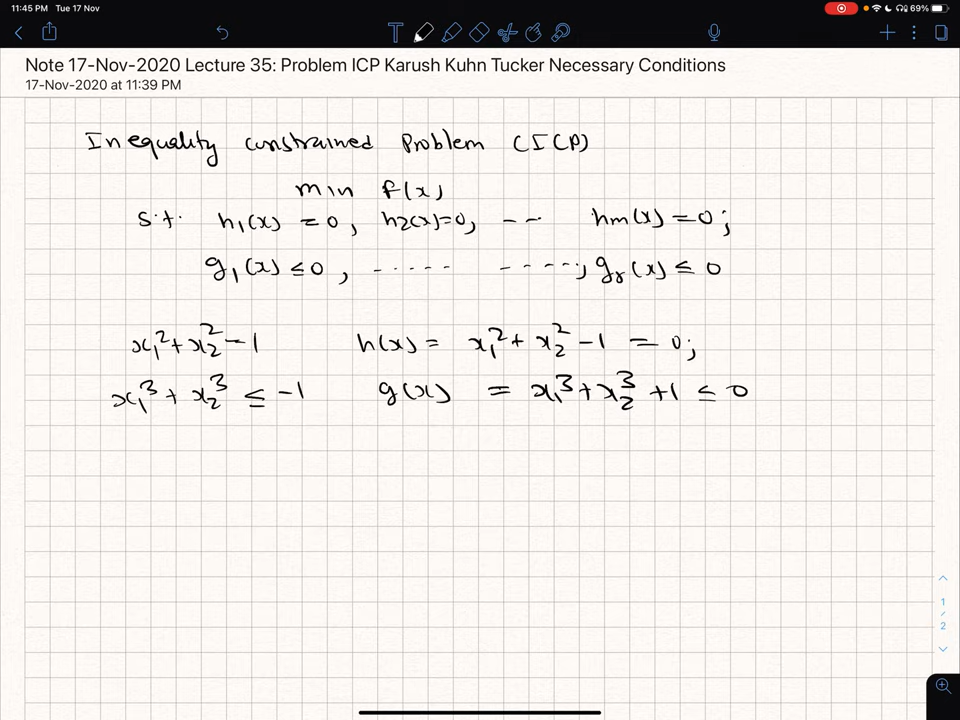 11:45 PM Tue 17 Nov 69%
Note 17-Nov-2020 Lecture 35: Problem ICP Karush Kuhn Tucker Necessary Conditions
17-Nov-2020 at 11:39 PM
Inequality constrained Problem (ICP)
min f(x)
s.t. h₁(x) = 0, h₂(x) = 0, -- -- hm(x) = 0;
g₁(x) ≤ 0, ..... -----; gr(x) ≤ 0
x₁² + x₂² - 1 h(x) = x₁² + x₂² - 1 = 0;
x₁³ + x₂³ ≤ -1 g(x) = x₁³ + x₂³ + 1 ≤ 0
1
/
2